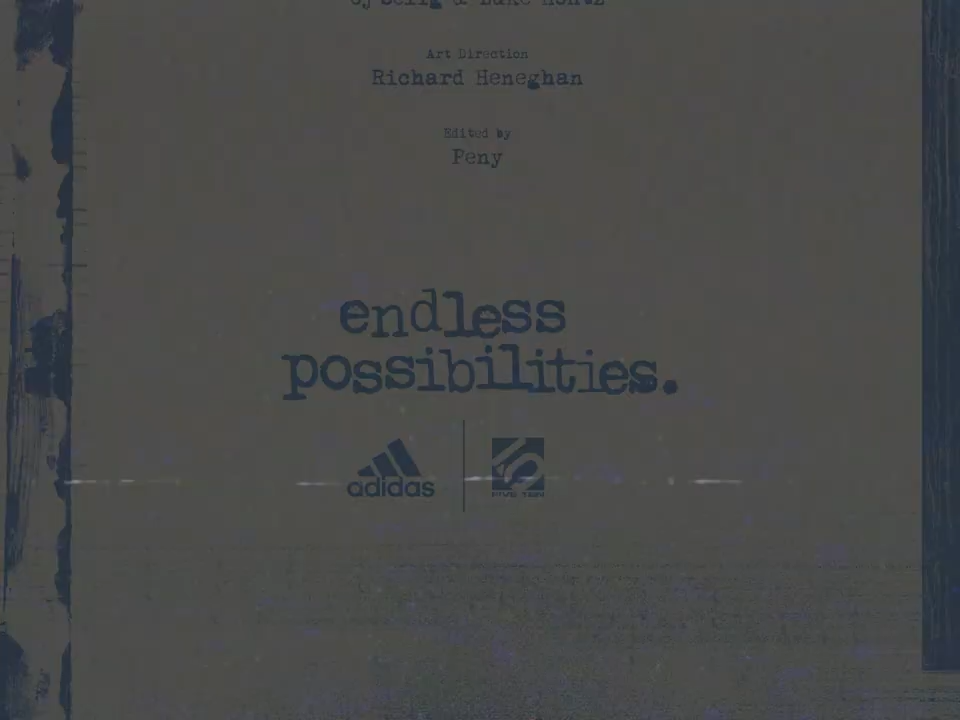 Art Direction
Richard Heneghan
Edited by
Peny
endless
possibilities.
adidas
FIVE TEN